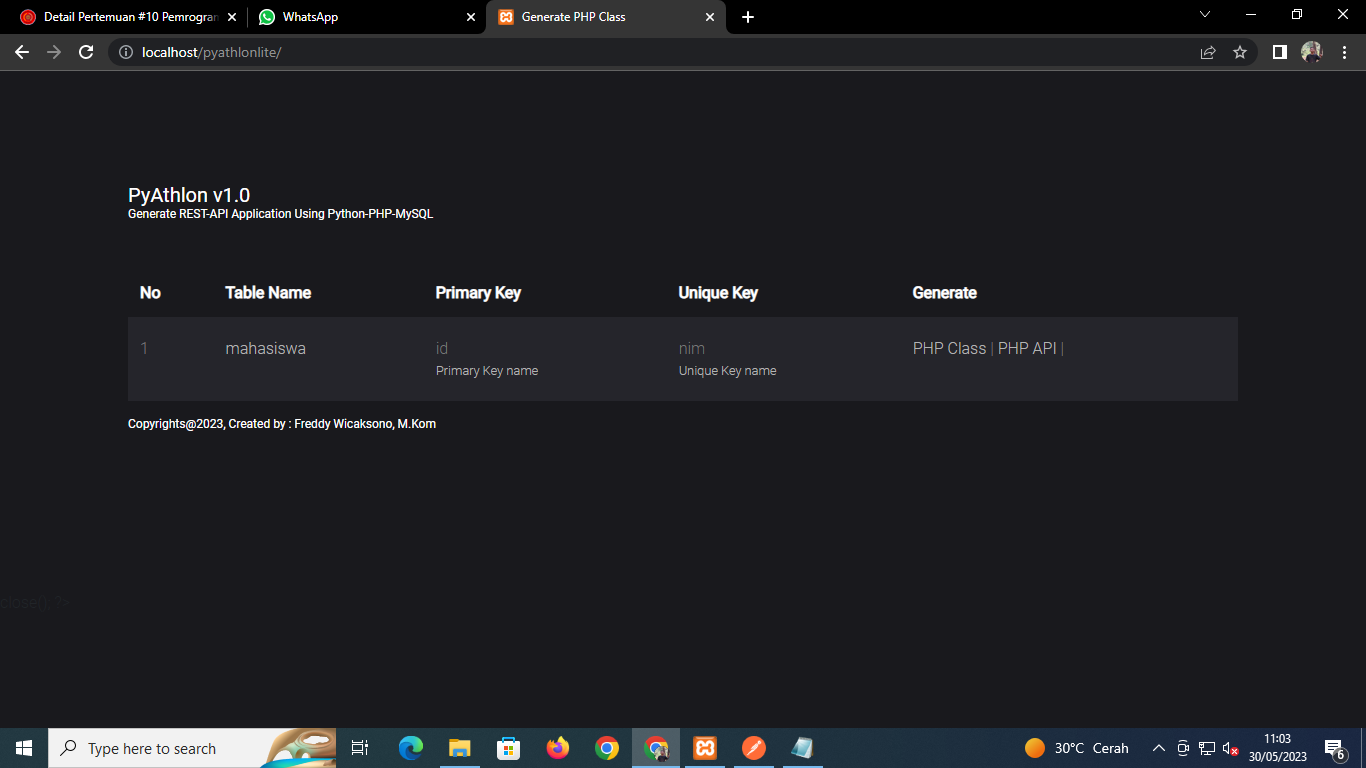 Detail Pertemuan #10 Pemrogran
WhatsApp
Generate PHP Class
localhost/pyathlonlite/
PyAthlon v1.0
Generate REST-API Application Using Python-PHP-MySQL
No Table Name Primary Key Unique Key Generate
1 mahasiswa id nim PHP Class | PHP API |
Primary Key name Unique Key name
Copyrights@2023, Created by : Freddy Wicaksono, M.Kom
close(); ?>
Type here to search
30°C Cerah
11:03
30/05/2023
6